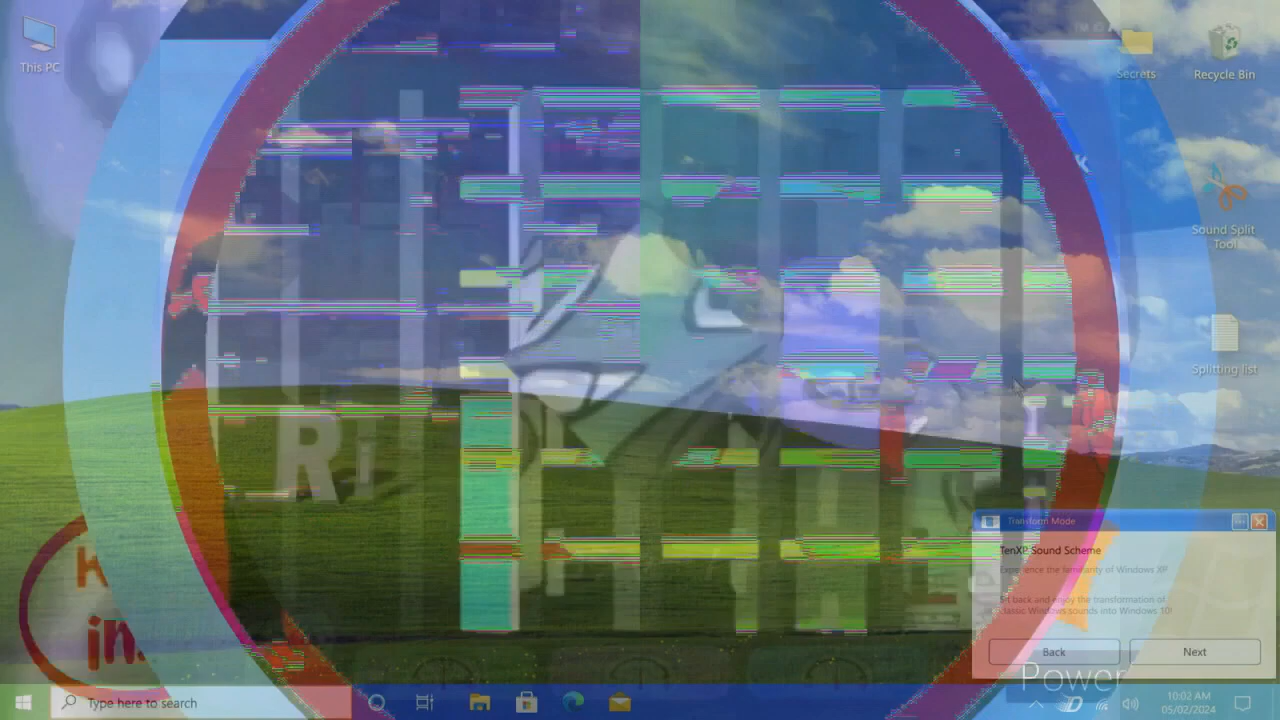 This PC
Secrets
Recycle Bin
Sound Split
Tool
Splitting list
Ri
K
in.
Transform Mode
TenXP Sound Scheme
Experience the familiarity of Windows XP
Sit back and enjoy the transformation of
classic Windows sounds into Windows 10!
Back
Next
Power
Type here to search
10:02 AM
05/02/2024